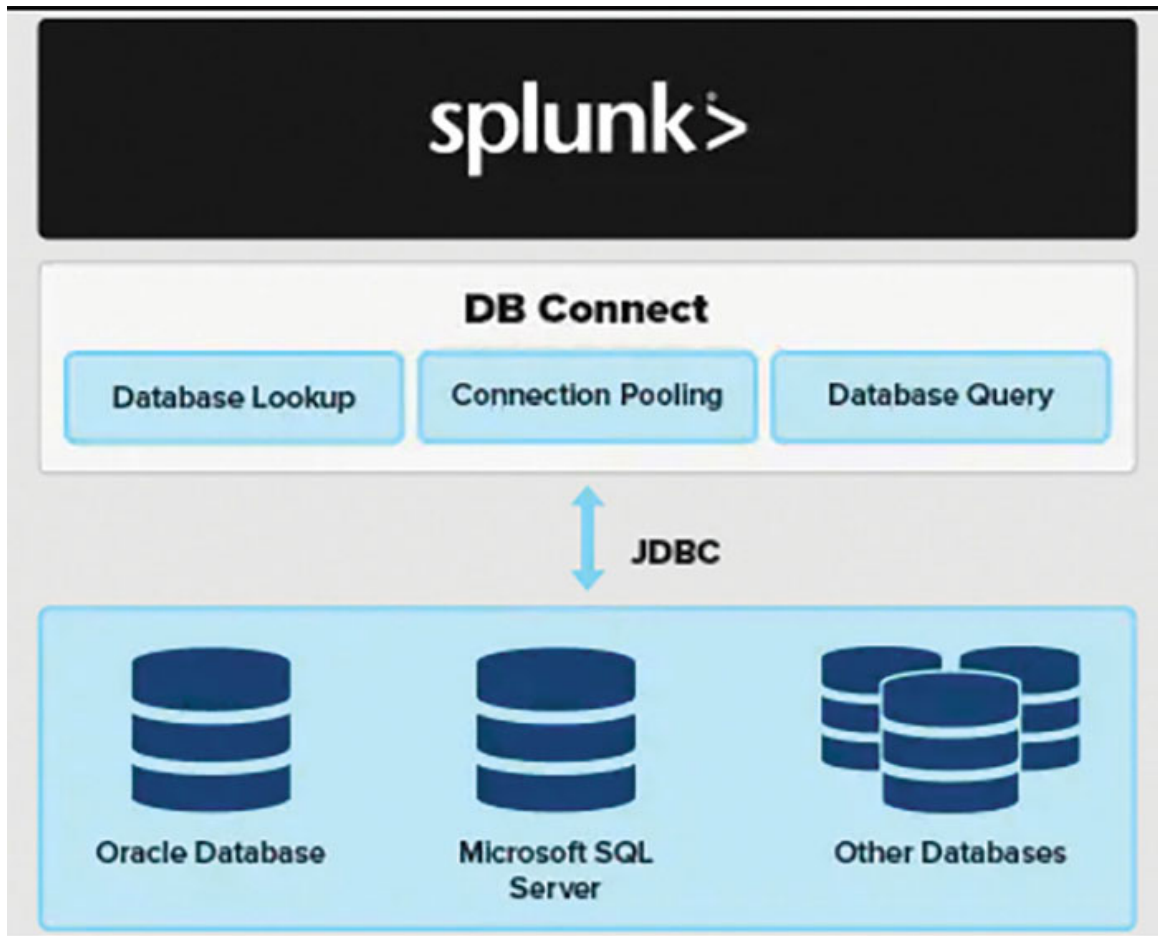 splunk>
DB Connect
Database Lookup
Connection Pooling
Database Query
JDBC
Oracle Database
Microsoft SQL
Server
Other Databases